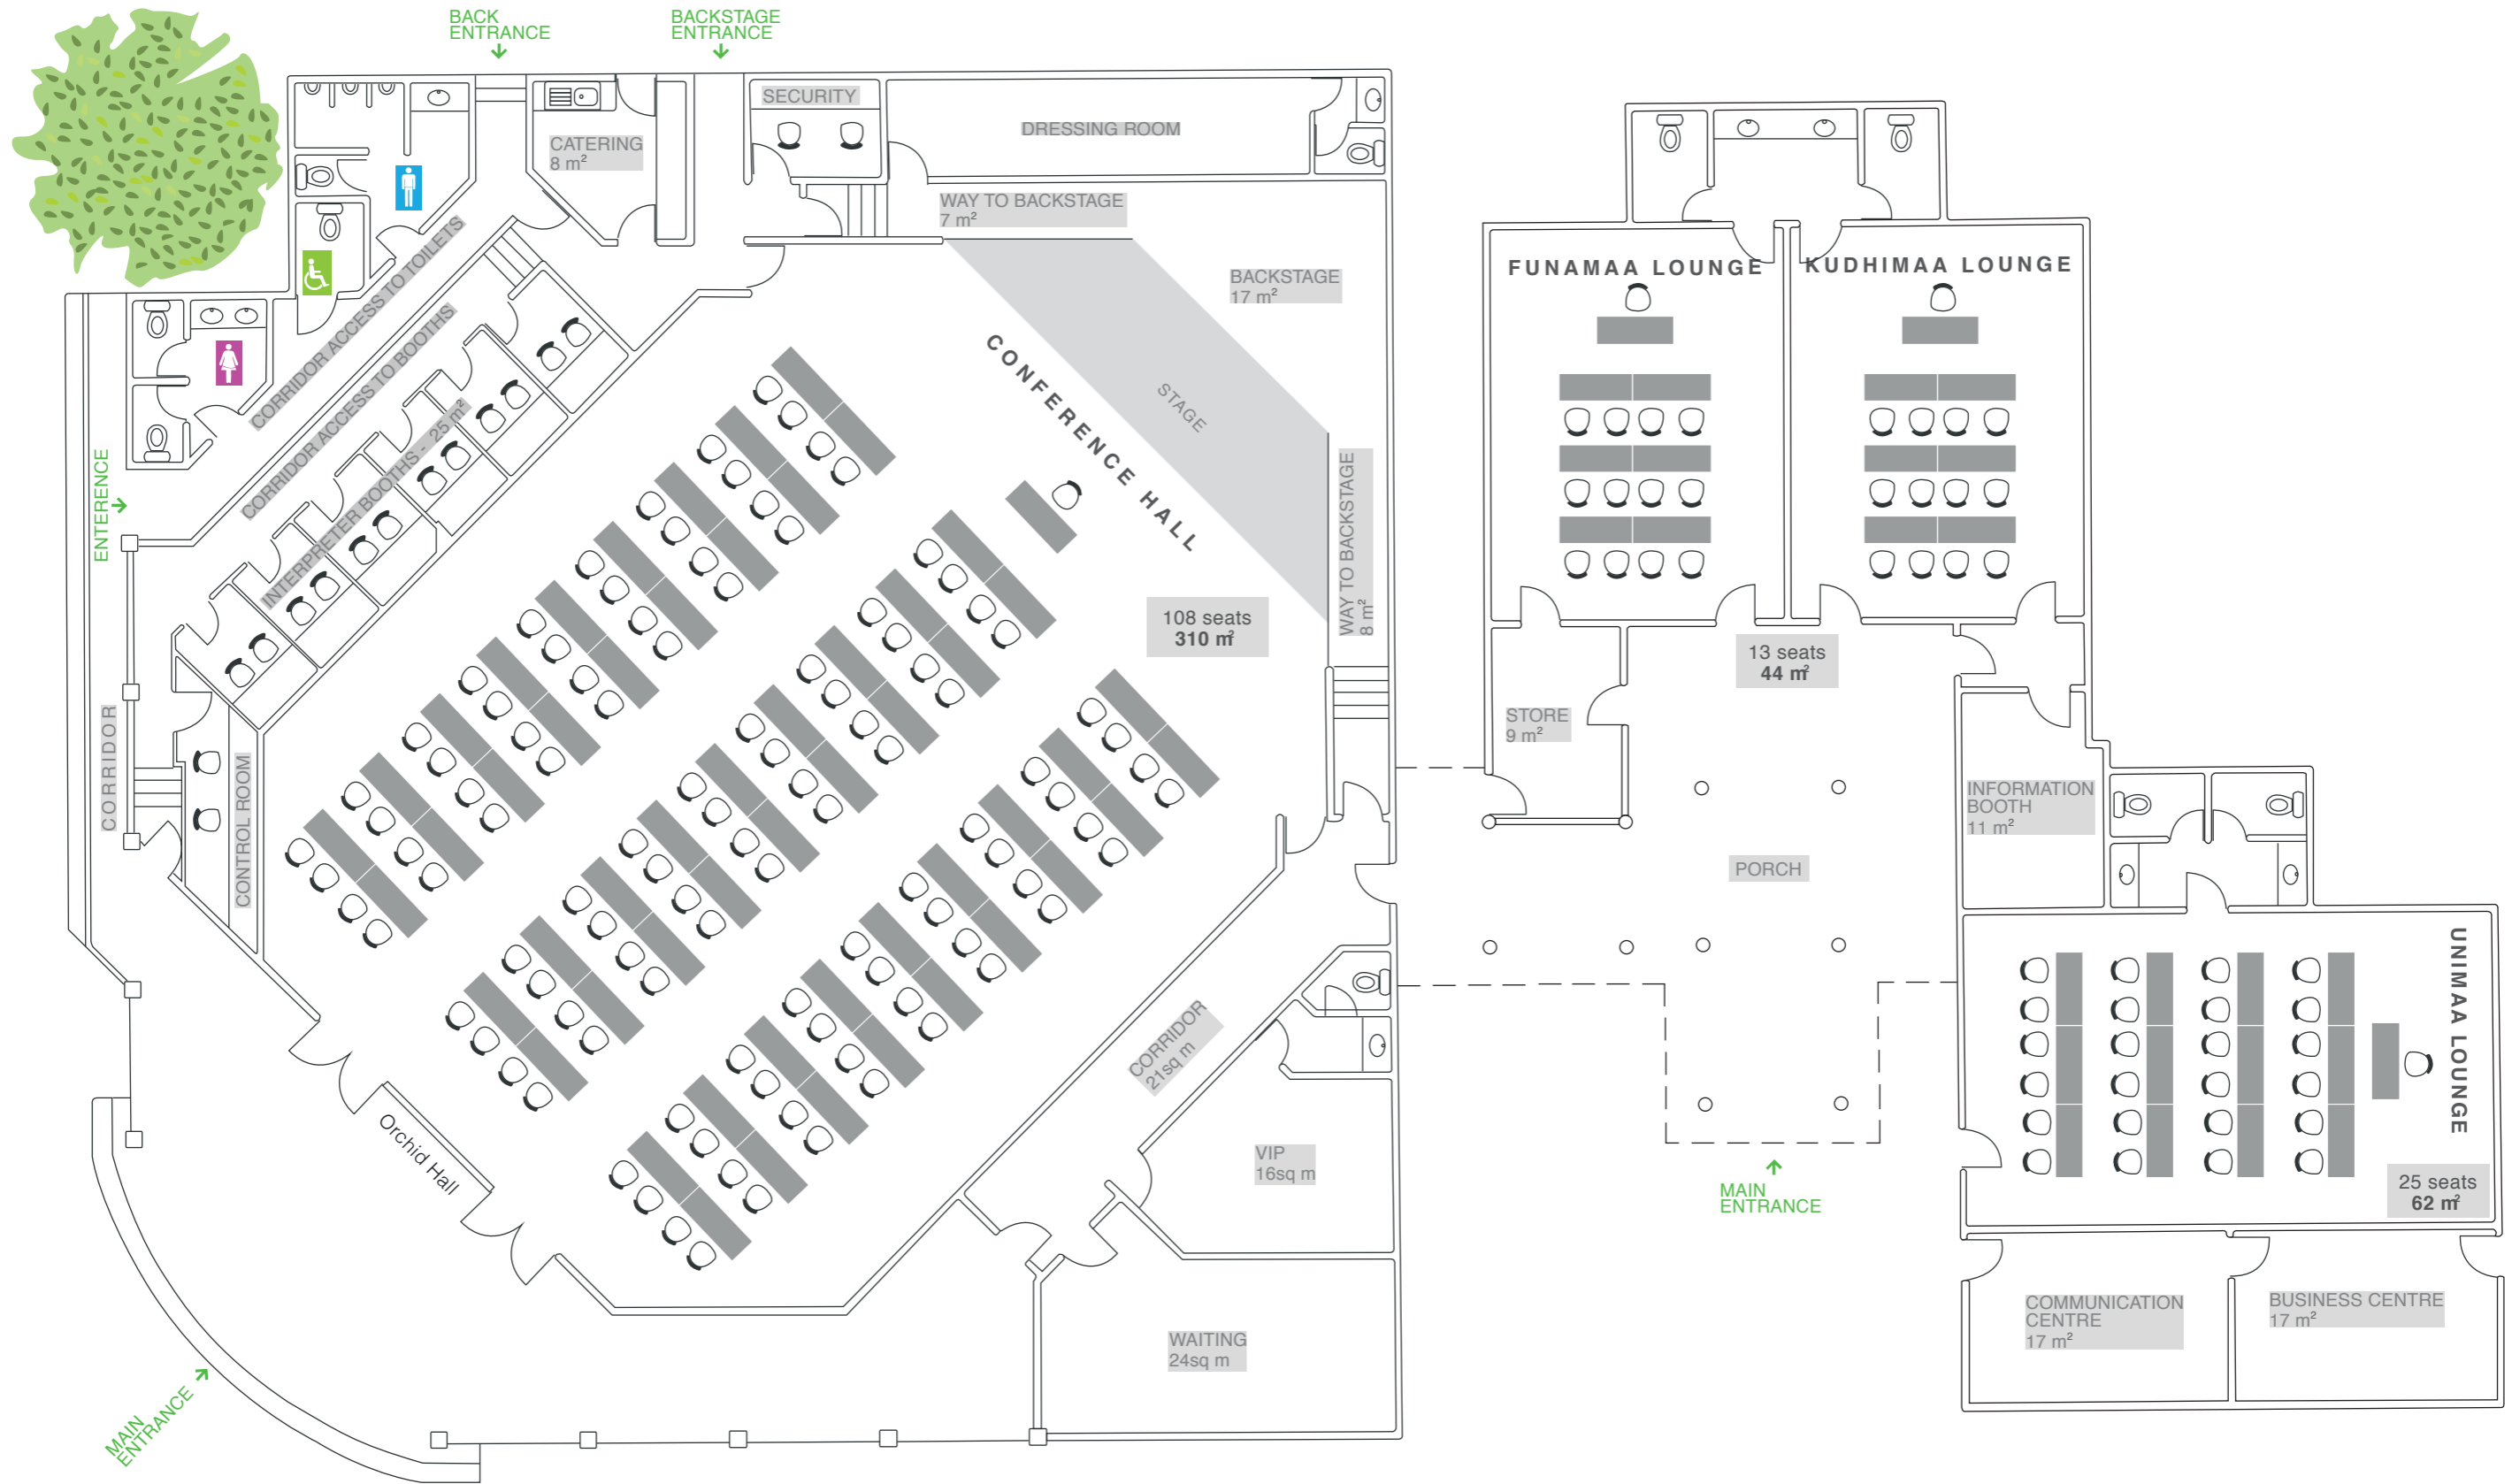 BACK
ENTRANCE
BACKSTAGE
ENTRANCE
SECURITY
CATERING
8 m²
DRESSING ROOM
WAY TO BACKSTAGE
7 m²
BACKSTAGE
17 m²
CORRIDOR ACCESS TO TOILETS
CORRIDOR ACCESS TO BOOTHS
INTERPRETER BOOTHS - 25 m²
CONFERENCE HALL
STAGE
WAY TO BACKSTAGE
8 m²
108 seats
310 m²
ENTERENCE
CORRIDOR
CONTROL ROOM
Orchid Hall
CORRIDOR
21sq m
VIP
16sq m
WAITING
24sq m
MAIN
ENTRANCE
FUNAMAA LOUNGE
KUDHIMAA LOUNGE
13 seats
44 m²
STORE
9 m²
INFORMATION
BOOTH
11 m²
PORCH
MAIN
ENTRANCE
UNIMAA LOUNGE
25 seats
62 m²
COMMUNICATION
CENTRE
17 m²
BUSINESS CENTRE
17 m²